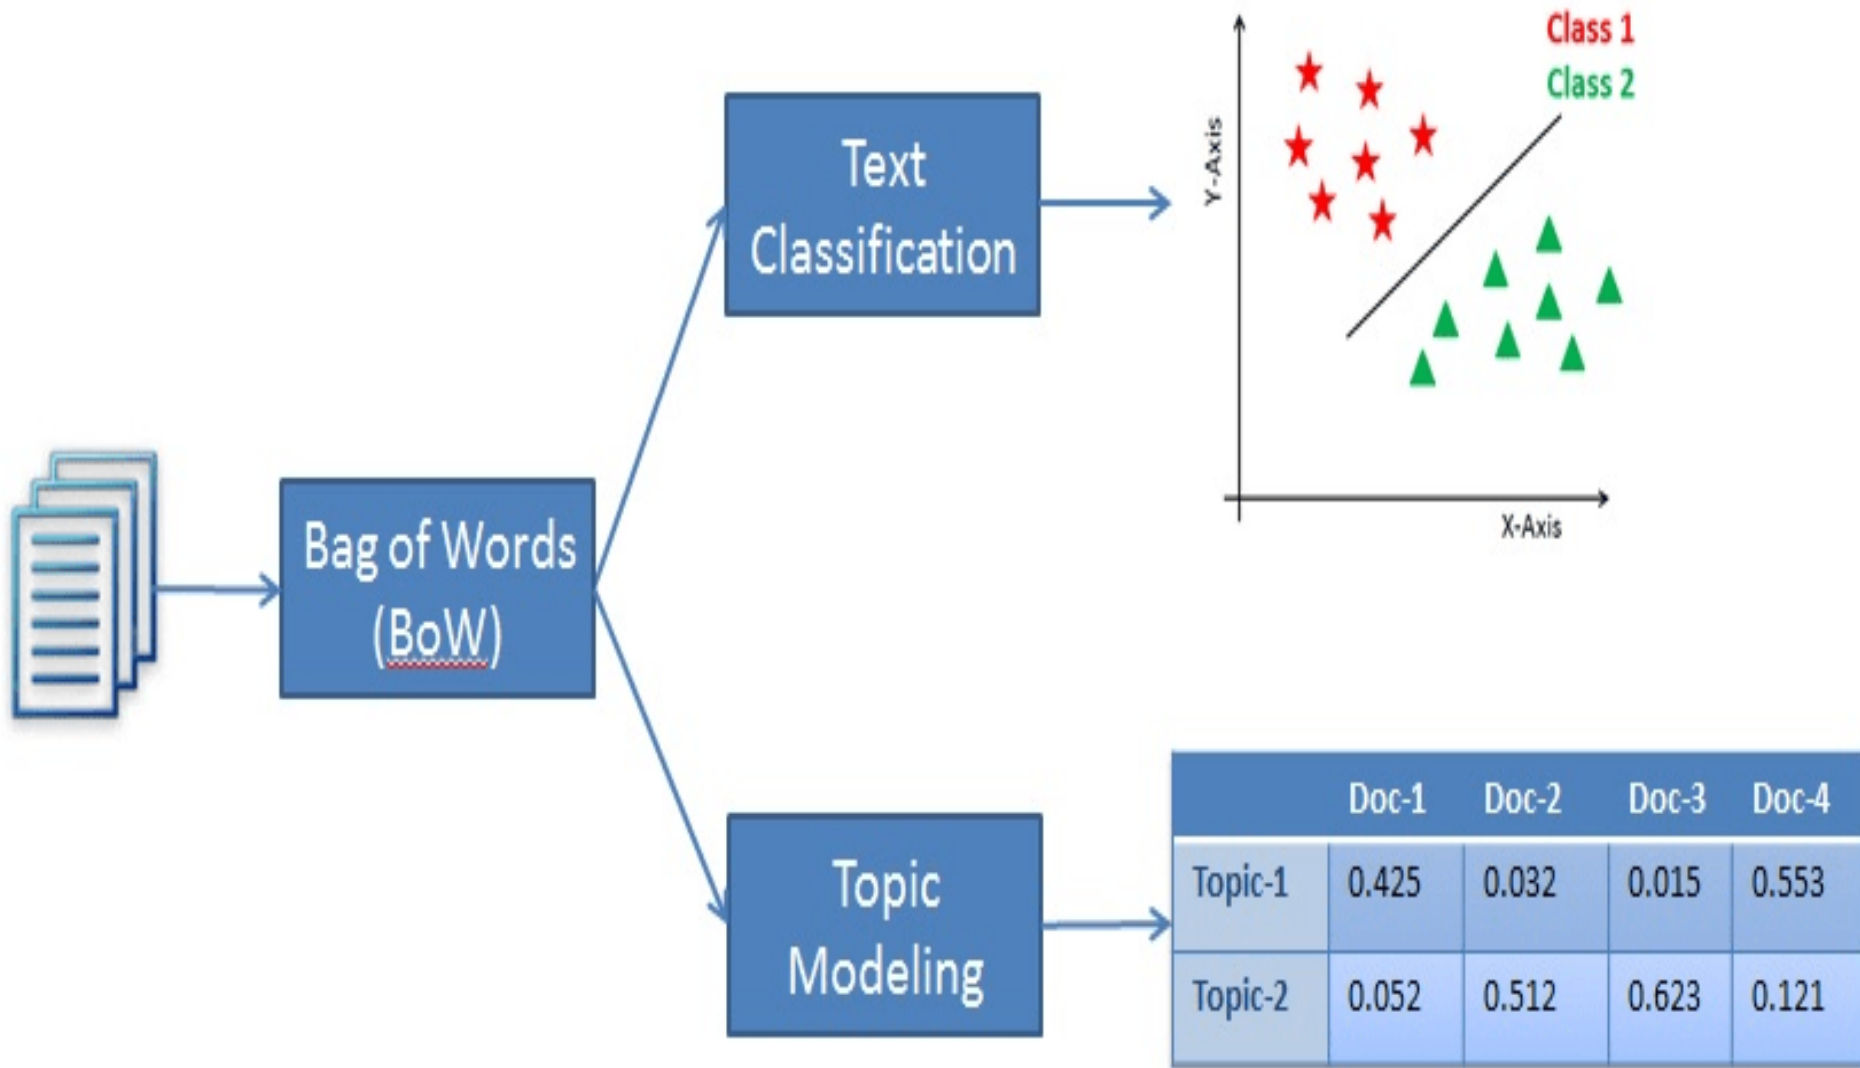 Class 1
Class 2
Y-Axis
X-Axis
Text
Classification
Bag of Words
(BoW)
Topic
Modeling
Doc-1 Doc-2 Doc-3 Doc-4
Topic-1 0.425 0.032 0.015 0.553
Topic-2 0.052 0.512 0.623 0.121